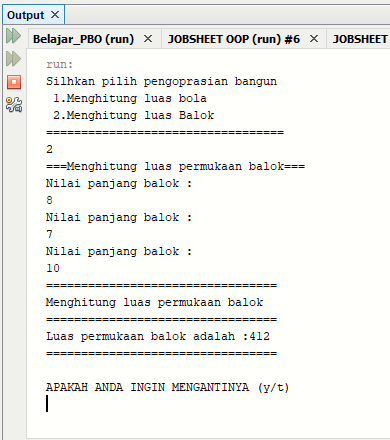 Output
Belajar_PBO (run) JOBSHEET OOP (run) #6 JOBSHEET
run:
Silhkan pilih pengoprasian bangun
1.Menghitung luas bola
2.Menghitung luas Balok
==================================
2
===Menghitung luas permukaan balok===
Nilai panjang balok :
8
Nilai panjang balok :
7
Nilai panjang balok :
10
=================================
Menghitung luas permukaan balok
=================================
Luas permukaan balok adalah :412
=================================
APAKAH ANDA INGIN MENGANTINYA (y/t)